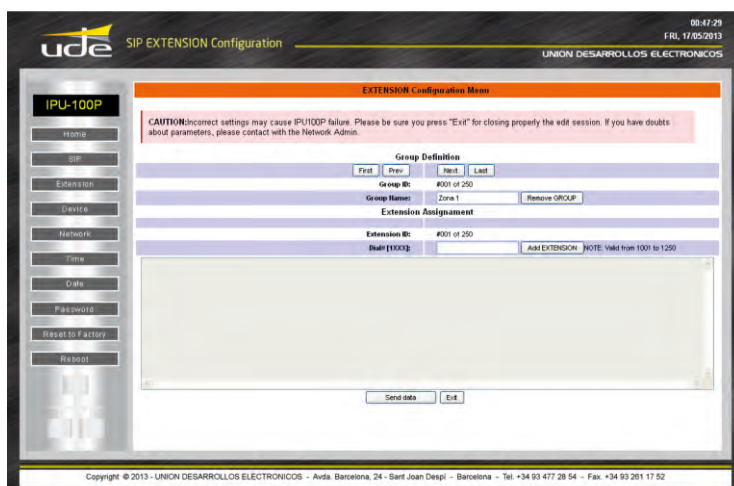 00:47:29
FRI, 17/05/2013
ude
SIP EXTENSION Configuration
UNION DESARROLLOS ELECTRONICOS
IPU-100P
Home
SIP
Extension
Device
Network
Time
Date
Password
Reset to Factory
Reboot
EXTENSION Configuration Menu
CAUTION:Incorrect settings may cause IPU100P failure. Please be sure you press "Exit" for closing properly the edit session. If you have doubts
about parameters, please contact with the Network Admin.
Group Definition
First Prev Next Last
Group ID: #001 of 250
Group Name: Zona 1 Remove GROUP
Extension Assignament
Extension ID: #001 of 250
Dial# [1XXX]: Add EXTENSION NOTE: Valid from 1001 to 1250
Send data Exit
Copyright © 2013 - UNION DESARROLLOS ELECTRONICOS - Avda. Barcelona, 24 - Sant Joan Despí - Barcelona - Tel. +34 93 477 28 54 - Fax. +34 93 261 17 52